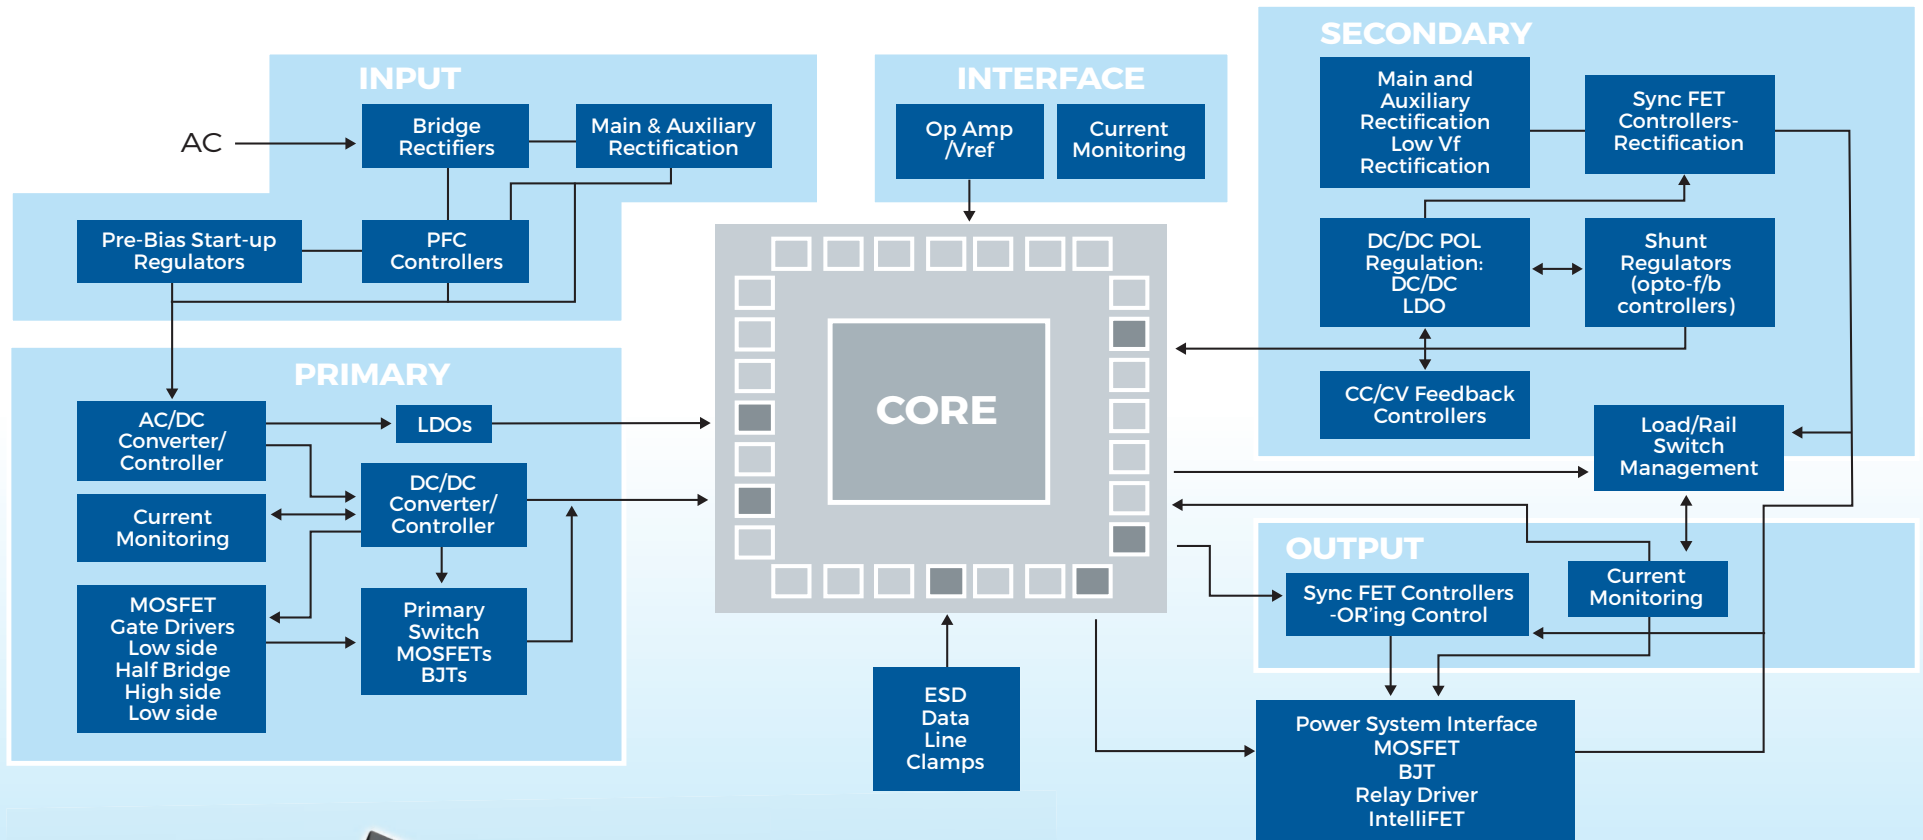 INPUT
AC
Bridge
Rectifiers
Main & Auxiliary
Rectification
Pre-Bias Start-up
Regulators
PFC
Controllers
PRIMARY
AC/DC
Converter/
Controller
LDOs
DC/DC
Converter/
Controller
Current
Monitoring
MOSFET
Gate Drivers
Low side
Half Bridge
High side
Low side
Primary
Switch
MOSFETs
BJTs
INTERFACE
Op Amp
/Vref
Current
Monitoring
CORE
ESD
Data
Line
Clamps
SECONDARY
Main and
Auxiliary
Rectification
Low Vf
Rectification
Sync FET
Controllers-
Rectification
DC/DC POL
Regulation:
DC/DC
LDO
Shunt
Regulators
(opto-f/b
controllers)
CC/CV Feedback
Controllers
Load/Rail
Switch
Management
OUTPUT
Sync FET Controllers
-OR’ing Control
Current
Monitoring
Power System Interface
MOSFET
BJT
Relay Driver
IntelliFET